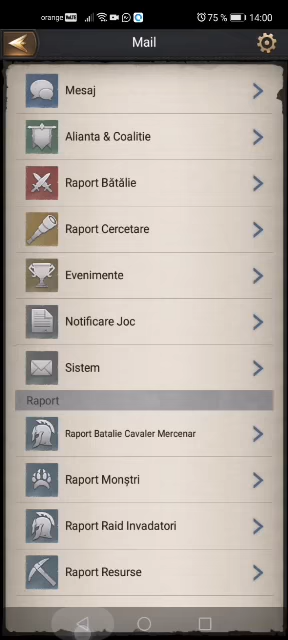 orange
75 %
14:00
Mail
Mesaj
Alianta & Coalitie
Raport Bătălie
Raport Cercetare
Evenimente
Notificare Joc
Sistem
Raport
Raport Batalie Cavaler Mercenar
Raport Monștri
Raport Raid Invadatori
Raport Resurse